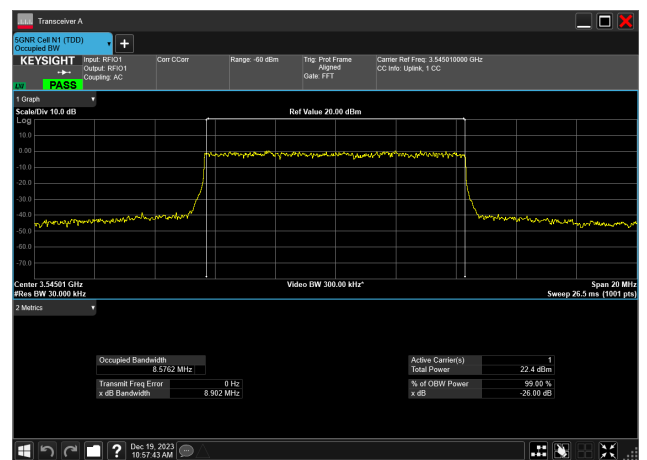 Transceiver A
5GNR Cell N1 (TDD)
Occupied BW
KEYSIGHT
Input: RFIO1
Output: RFIO1
Coupling: AC
Corr CCorr
Range: -60 dBm
Trig: Prot Frame
Aligned
Gate: FFT
Carrier Ref Freq: 3.545010000 GHz
CC Info: Uplink, 1 CC
LV PASS
1 Graph
Scale/Div 10.0 dB
Ref Value 20.00 dBm
Log
10.0
0.00
-10.0
-20.0
-30.0
-40.0
-50.0
-60.0
-70.0
Center 3.54501 GHz
Video BW 300.00 kHz*
Span 20 MHz
#Res BW 30.000 kHz
Sweep 26.5 ms (1001 pts)
2 Metrics
Occupied Bandwidth
8.5762 MHz
Transmit Freq Error 0 Hz
x dB Bandwidth 8.902 MHz
Active Carrier(s) 1
Total Power 22.4 dBm
% of OBW Power 99.00 %
x dB -26.00 dB
Dec 19, 2023
10:57:43 AM